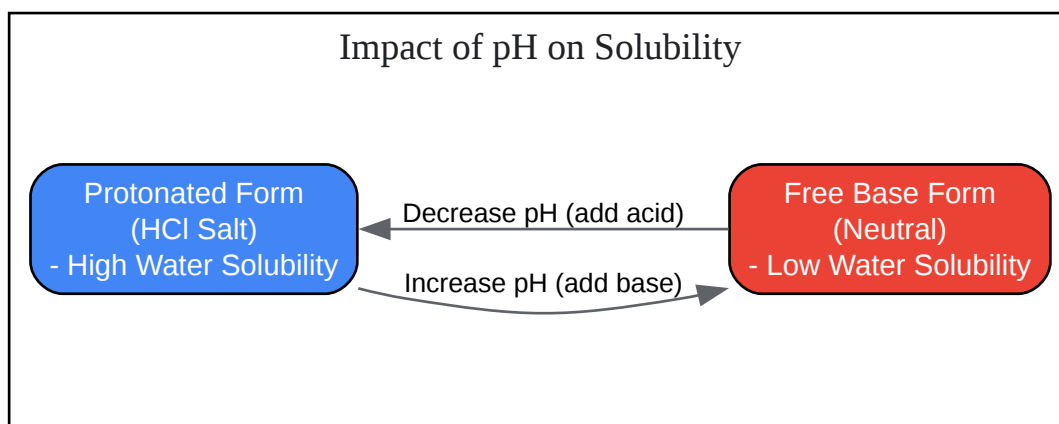 Impact of pH on Solubility
Protonated Form
(HCl Salt)
- High Water Solubility
Decrease pH (add acid)
Increase pH (add base)
Free Base Form
(Neutral)
- Low Water Solubility